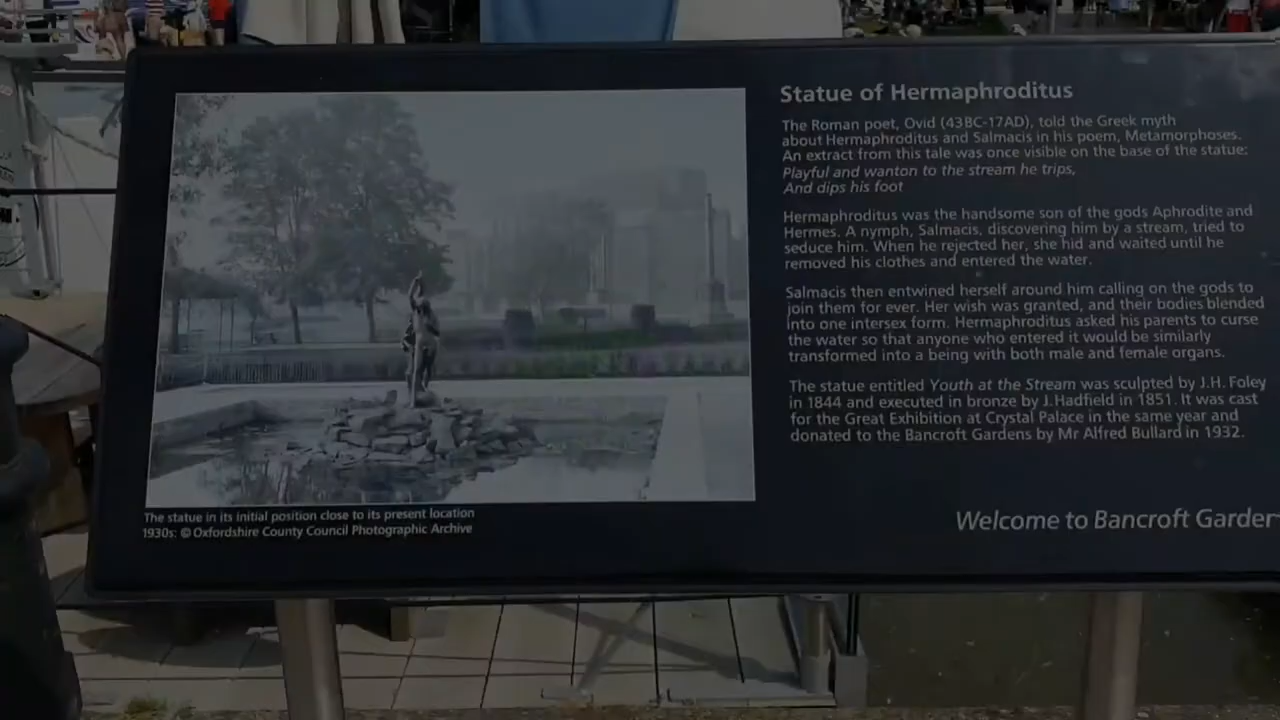 Statue of Hermaphroditus
The Roman poet, Ovid (43BC-17AD), told the Greek myth
about Hermaphroditus and Salmacis in his poem, Metamorphoses.
An extract from this tale was once visible on the base of the statue:
Playful and wanton to the stream he trips,
And dips his foot
Hermaphroditus was the handsome son of the gods Aphrodite and
Hermes. A nymph, Salmacis, discovering him by a stream, tried to
seduce him. When he rejected her, she hid and waited until he
removed his clothes and entered the water.
Salmacis then entwined herself around him calling on the gods to
join them for ever. Her wish was granted, and their bodies blended
into one intersex form. Hermaphroditus asked his parents to curse
the water so that anyone who entered it would be similarly
transformed into a being with both male and female organs.
The statue entitled Youth at the Stream was sculpted by J.H. Foley
in 1844 and executed in bronze by J.Hadfield in 1851. It was cast
for the Great Exhibition at Crystal Palace in the same year and
donated to the Bancroft Gardens by Mr Alfred Bullard in 1932.
The statue in its initial position close to its present location
1930s: © Oxfordshire County Council Photographic Archive
Welcome to Bancroft Garden